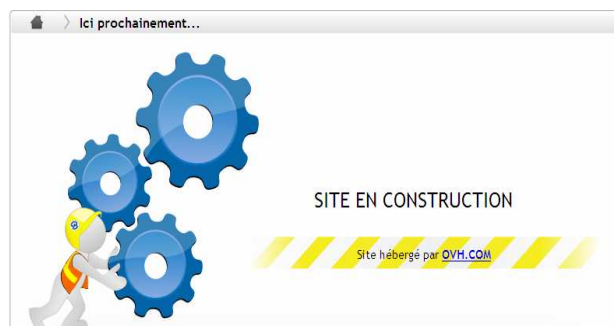 Ici prochainement...
SITE EN CONSTRUCTION
Site hébergé par OVH.COM